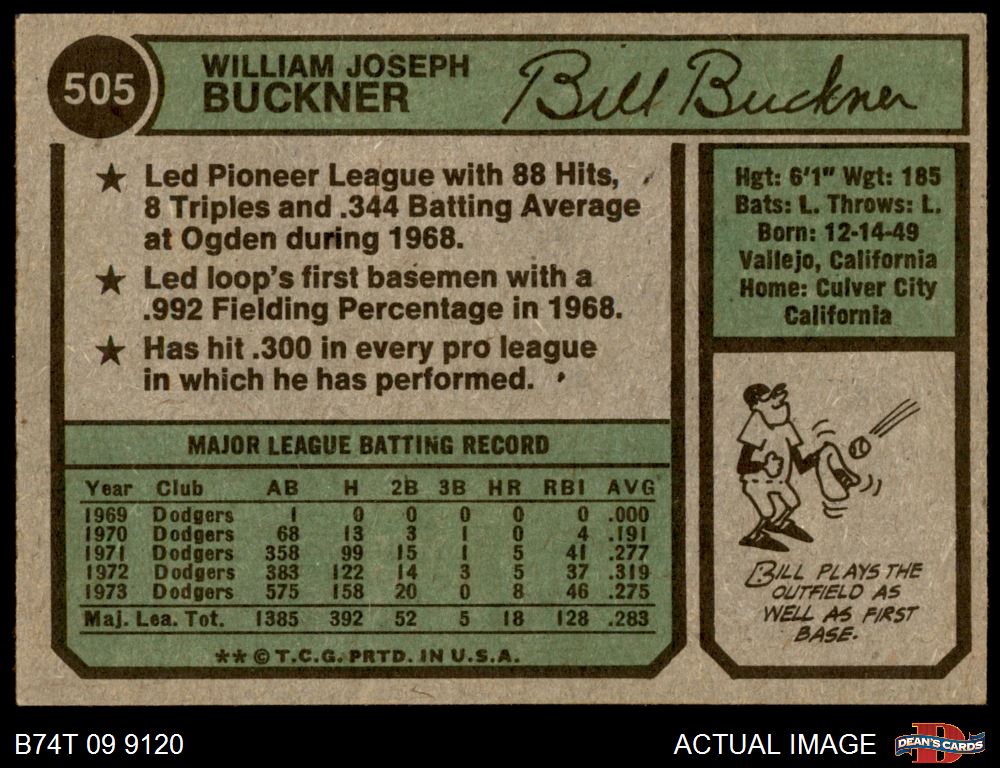 505
WILLIAM JOSEPH
BUCKNER
Bill Buckner
★ Led Pioneer League with 88 Hits,
8 Triples and .344 Batting Average
at Ogden during 1968.
★ Led loop's first basemen with a
.992 Fielding Percentage in 1968.
★ Has hit .300 in every pro league
in which he has performed.
Hgt: 6'1" Wgt: 185
Bats: L. Throws: L.
Born: 12-14-49
Vallejo, California
Home: Culver City
California
MAJOR LEAGUE BATTING RECORD
Year Club AB H 2B 3B HR RBI AVG
1969 Dodgers 1 0 0 0 0 0 .000
1970 Dodgers 68 13 3 1 0 4 .191
1971 Dodgers 358 99 15 1 5 41 .277
1972 Dodgers 383 122 14 3 5 37 .319
1973 Dodgers 575 158 20 0 8 46 .275
Maj. Lea. Tot. 1385 392 52 5 18 128 .283
** © T.C.G. PRTD. IN U.S.A.
BILL PLAYS THE
OUTFIELD AS
WELL AS FIRST
BASE.
B74T 09 9120
ACTUAL IMAGE
DEAN'S CARDS